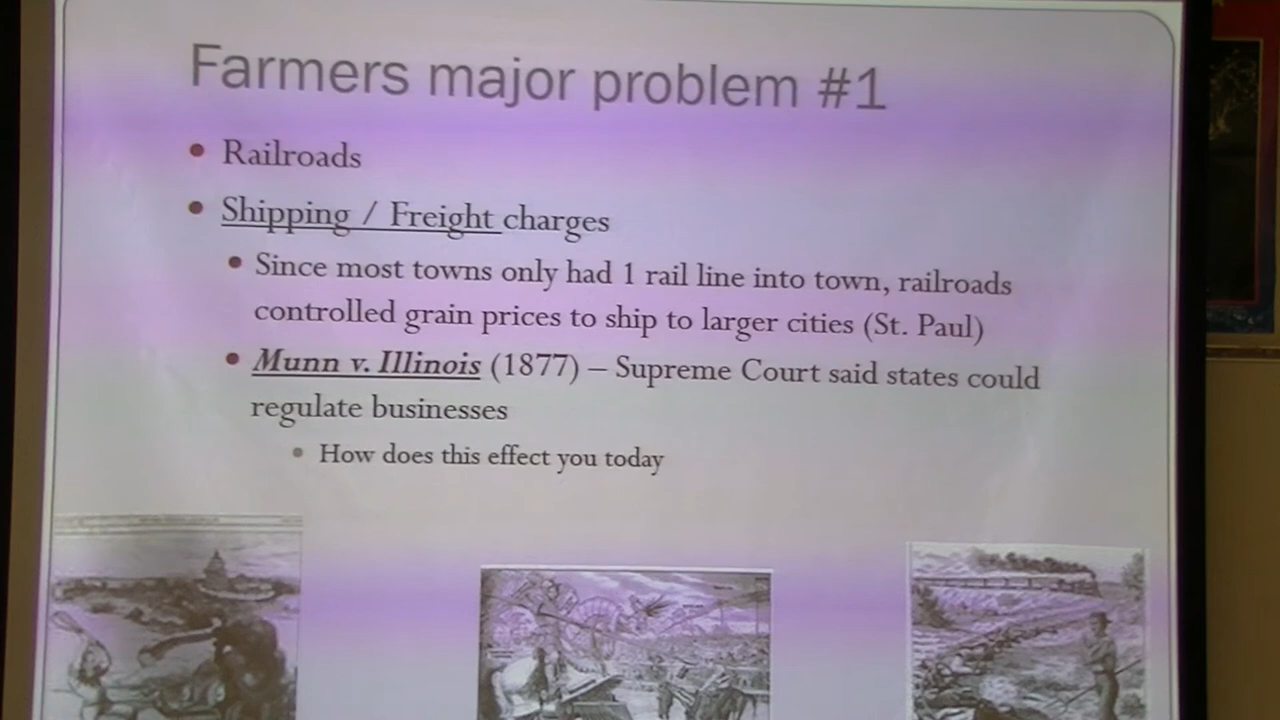 Farmers major problem #1
• Railroads
• Shipping / Freight charges
• Since most towns only had 1 rail line into town, railroads
controlled grain prices to ship to larger cities (St. Paul)
• Munn v. Illinois (1877) – Supreme Court said states could
regulate businesses
• How does this effect you today